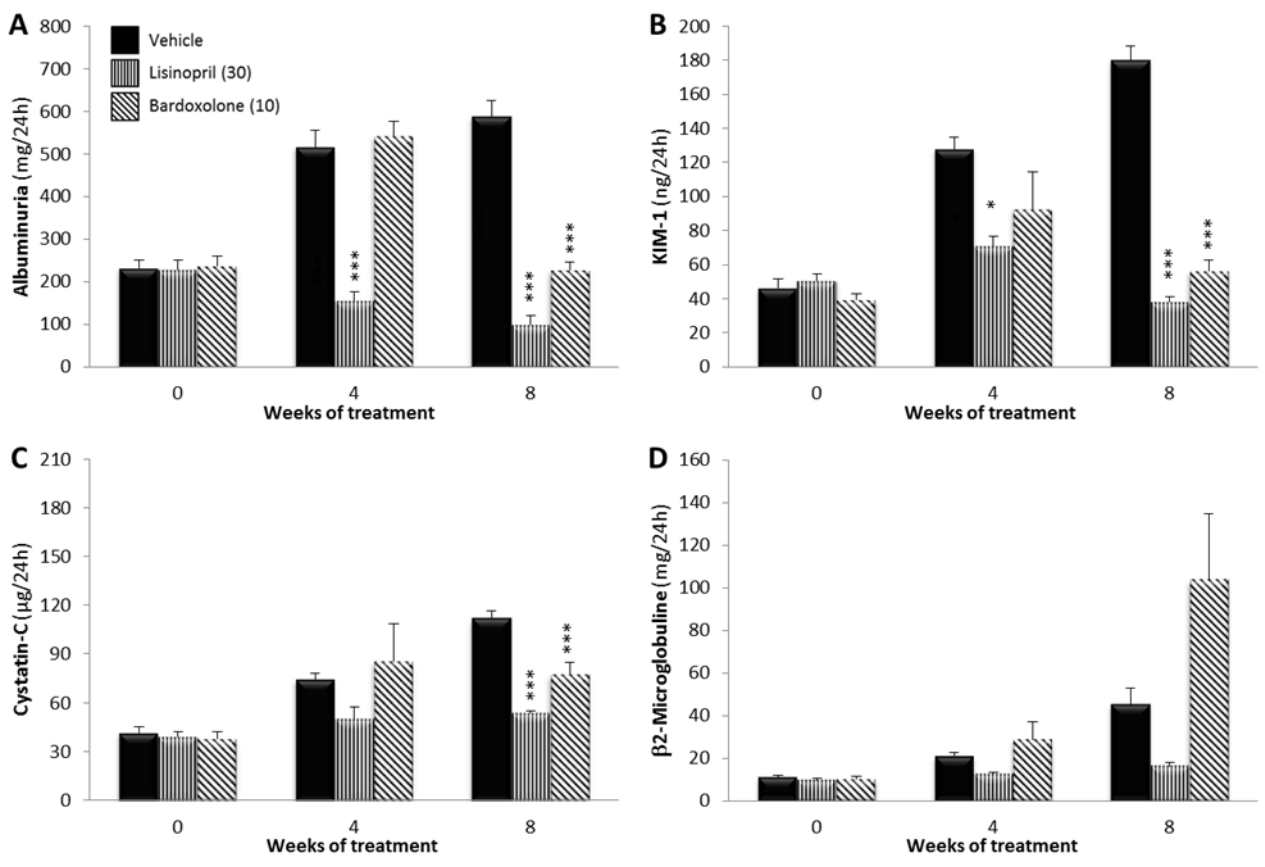 A
Albuminuria (mg/24h)
800
700
600
500
400
300
200
100
0
Vehicle
Lisinopril (30)
Bardoxolone (10)
***
***
***
0 4 8
Weeks of treatment
B
KIM-1 (ng/24h)
200
180
160
140
120
100
80
60
40
20
0
*
***
***
0 4 8
Weeks of treatment
C
Cystatin-C (µg/24h)
210
180
150
120
90
60
30
0
***
***
0 4 8
Weeks of treatment
D
β2-Microglobuline (mg/24h)
160
140
120
100
80
60
40
20
0
0 4 8
Weeks of treatment